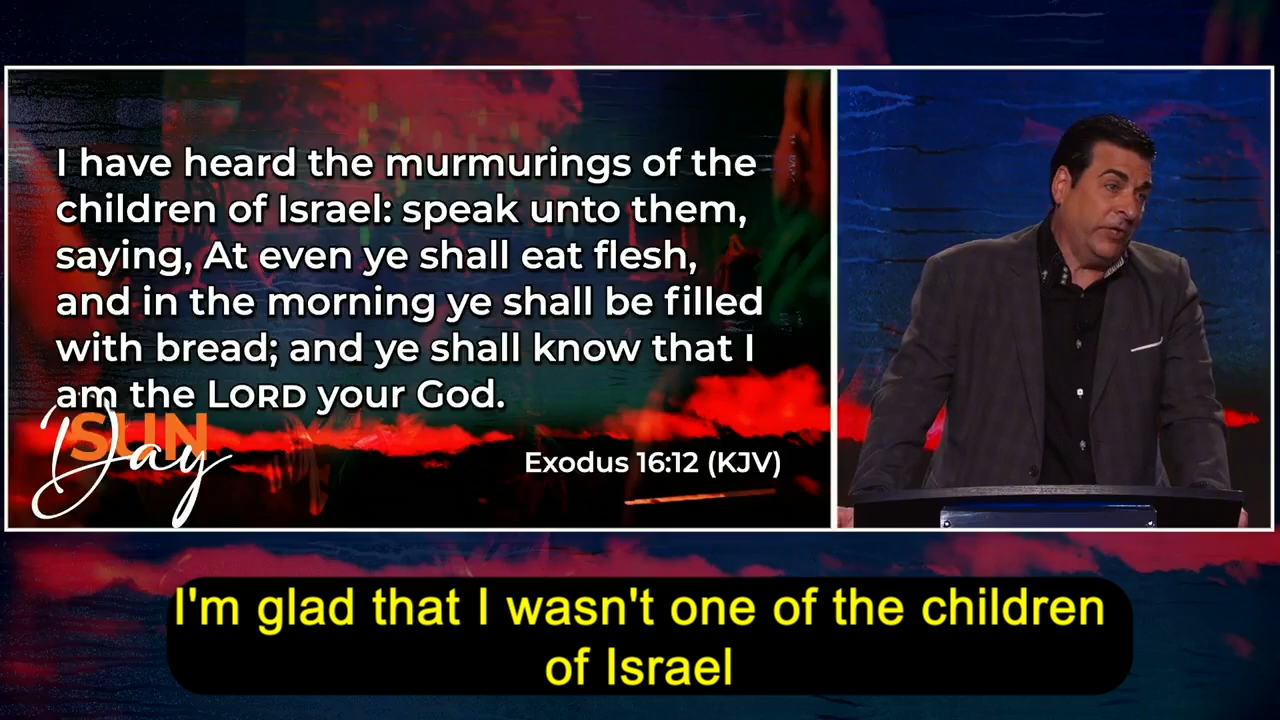 I have heard the murmurings of the
children of Israel: speak unto them,
saying, At even ye shall eat flesh,
and in the morning ye shall be filled
with bread; and ye shall know that I
am the LORD your God.
SUN
Day
Exodus 16:12 (KJV)
I'm glad that I wasn't one of the children
of Israel